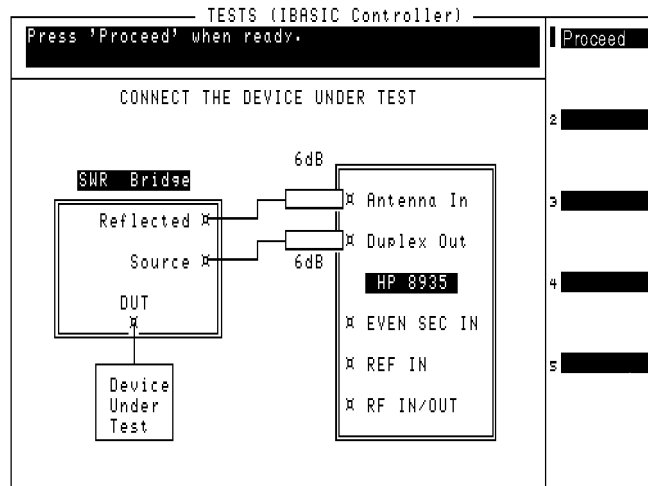 TESTS (IBASIC Controller)
Press 'Proceed' when ready.
CONNECT THE DEVICE UNDER TEST
6dB
SWR Bridge
Reflected
Source
DUT
Device
Under
Test
Antenna In
Duplex Out
6dB
HP 8935
EVEN SEC IN
REF IN
RF IN/OUT
1 Proceed
2
3
4
5